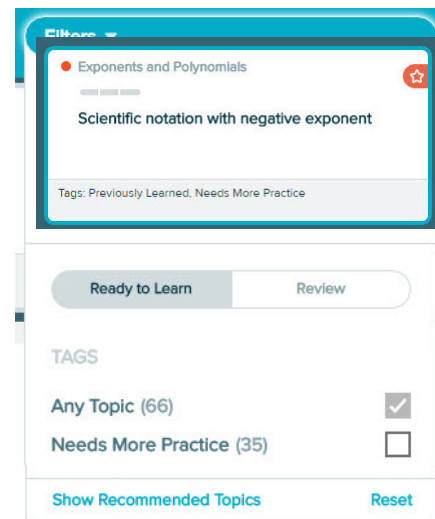 Filters
Exponents and Polynomials
Scientific notation with negative exponent
Tags: Previously Learned, Needs More Practice
Ready to Learn Review
TAGS
Any Topic (66)
Needs More Practice (35)
Show Recommended Topics Reset